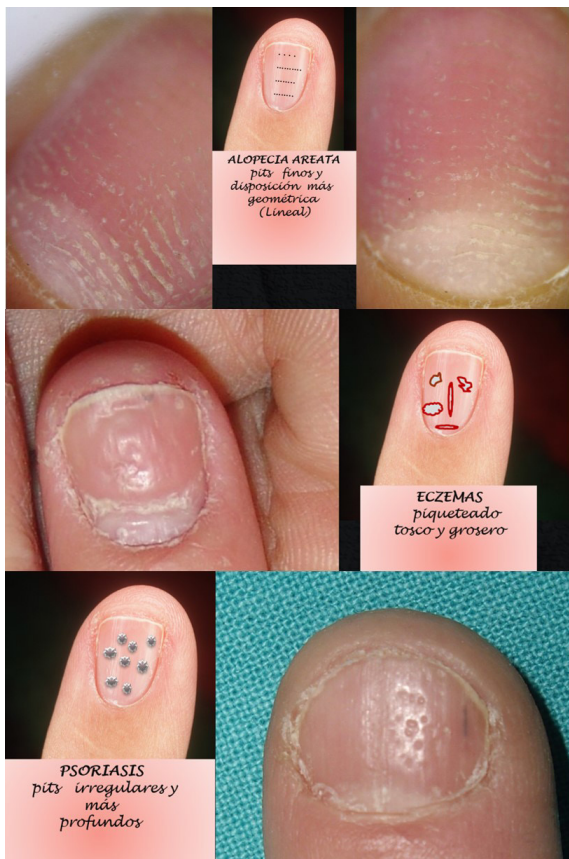 ALOPECIA AREATA
pits finos y
disposición más
geométrica
(Lineal)
ECZEMAS
piqueteado
tosco y grosero
PSORIASIS
pits irregulares y
más
profundos